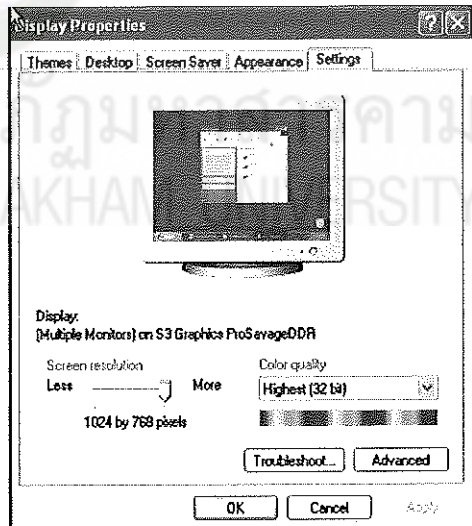 Display Properties
Themes Desktop Screen Saver Appearance Settings
Display:
(Multiple Monitors) on S3 Graphics ProSavageDDR
Screen resolution
Less More
1024 by 768 pixels
Color quality
Highest (32 bit)
Troubleshoot... Advanced
OK Cancel Apply